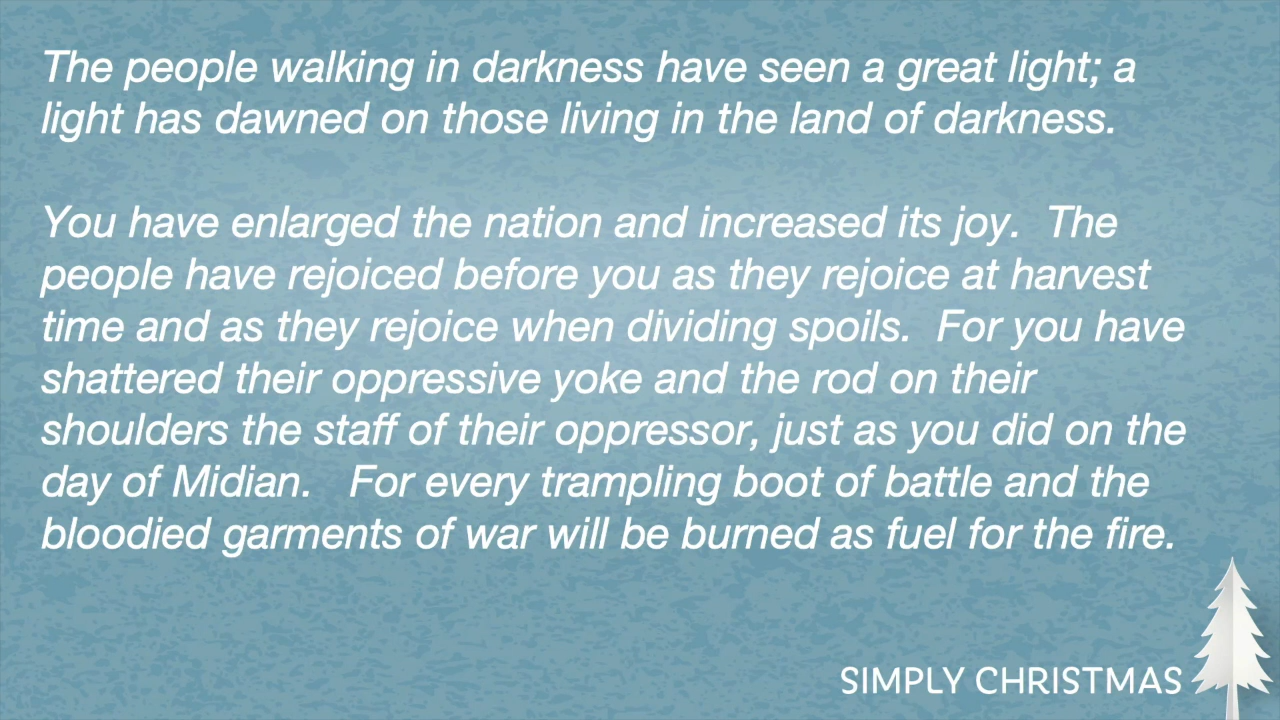 The people walking in darkness have seen a great light; a
light has dawned on those living in the land of darkness.
You have enlarged the nation and increased its joy.  The
people have rejoiced before you as they rejoice at harvest
time and as they rejoice when dividing spoils.  For you have
shattered their oppressive yoke and the rod on their
shoulders the staff of their oppressor, just as you did on the
day of Midian.   For every trampling boot of battle and the
bloodied garments of war will be burned as fuel for the fire.
SIMPLY CHRISTMAS